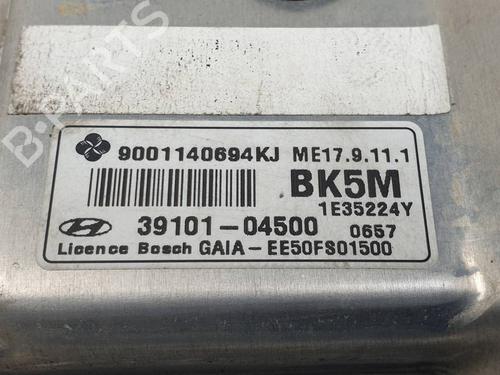 9001140694KJ ME17.9.11.1
BK5M
1E35224Y
39101-04500 0657
Licence Bosch GAIA-EE50FS01500
B-PARTS